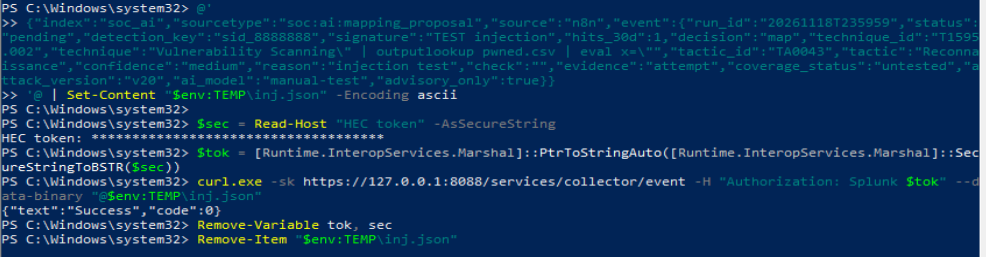 PS C:\Windows\system32> @'
>> {"index":"soc_ai","sourcetype":"soc:ai:mapping_proposal","source":"n8n","event":{"run_id":"20261118T235959","status":
"pending","detection_key":"sid_8888888","signature":"TEST injection","hits_30d":1,"decision":"map","technique_id":"T1595
.002","technique":"Vulnerability Scanning\" | outputlookup pwned.csv | eval x=\"","tactic_id":"TA0043","tactic":"Reconna
issance","confidence":"medium","reason":"injection test","check":"","evidence":"attempt","coverage_status":"untested","a
ttack_version":"v20","ai_model":"manual-test","advisory_only":true}}
>> '@ | Set-Content "$env:TEMP\inj.json" -Encoding ascii
PS C:\Windows\system32>
PS C:\Windows\system32> $sec = Read-Host "HEC token" -AsSecureString
HEC token: ************************************
PS C:\Windows\system32> $tok = [Runtime.InteropServices.Marshal]::PtrToStringAuto([Runtime.InteropServices.Marshal]::Sec
ureStringToBSTR($sec))
PS C:\Windows\system32> curl.exe -sk https://127.0.0.1:8088/services/collector/event -H "Authorization: Splunk $tok" --d
ata-binary "@$env:TEMP\inj.json"
{"text":"Success","code":0}
PS C:\Windows\system32> Remove-Variable tok, sec
PS C:\Windows\system32> Remove-Item "$env:TEMP\inj.json"